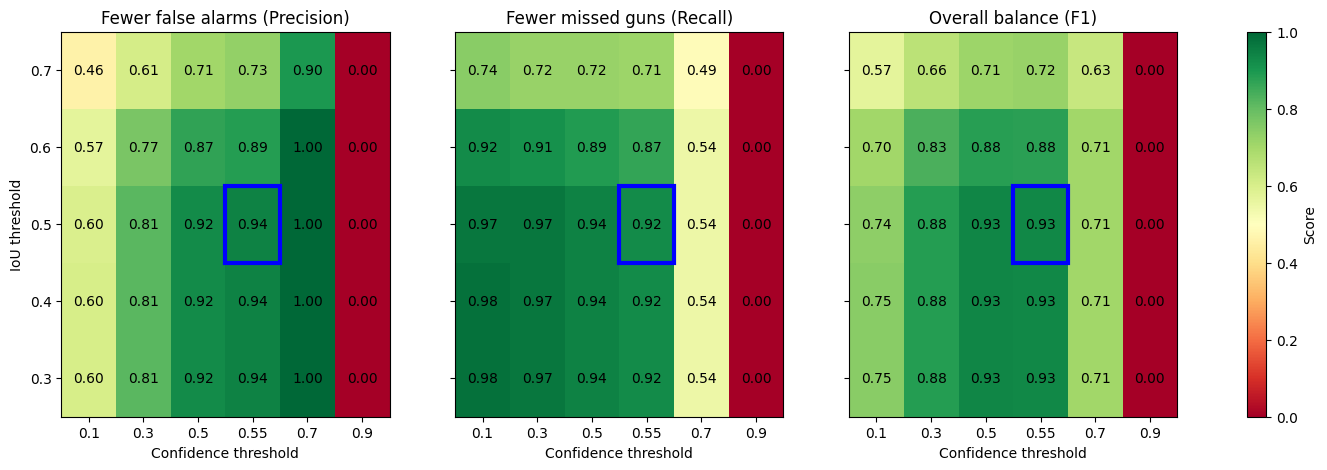 Fewer false alarms (Precision)
Fewer missed guns (Recall)
Overall balance (F1)
IoU threshold
0.7
0.46 0.61 0.71 0.73 0.90 0.00
0.74 0.72 0.72 0.71 0.49 0.00
0.57 0.66 0.71 0.72 0.63 0.00
0.6
0.57 0.77 0.87 0.89 1.00 0.00
0.92 0.91 0.89 0.87 0.54 0.00
0.70 0.83 0.88 0.88 0.71 0.00
0.5
0.60 0.81 0.92 0.94 1.00 0.00
0.97 0.97 0.94 0.92 0.54 0.00
0.74 0.88 0.93 0.93 0.71 0.00
0.4
0.60 0.81 0.92 0.94 1.00 0.00
0.98 0.97 0.94 0.92 0.54 0.00
0.75 0.88 0.93 0.93 0.71 0.00
0.3
0.60 0.81 0.92 0.94 1.00 0.00
0.98 0.97 0.94 0.92 0.54 0.00
0.75 0.88 0.93 0.93 0.71 0.00
0.1 0.3 0.5 0.55 0.7 0.9
0.1 0.3 0.5 0.55 0.7 0.9
0.1 0.3 0.5 0.55 0.7 0.9
Confidence threshold
Confidence threshold
Confidence threshold
1.0
0.8
0.6
0.4
0.2
0.0
Score